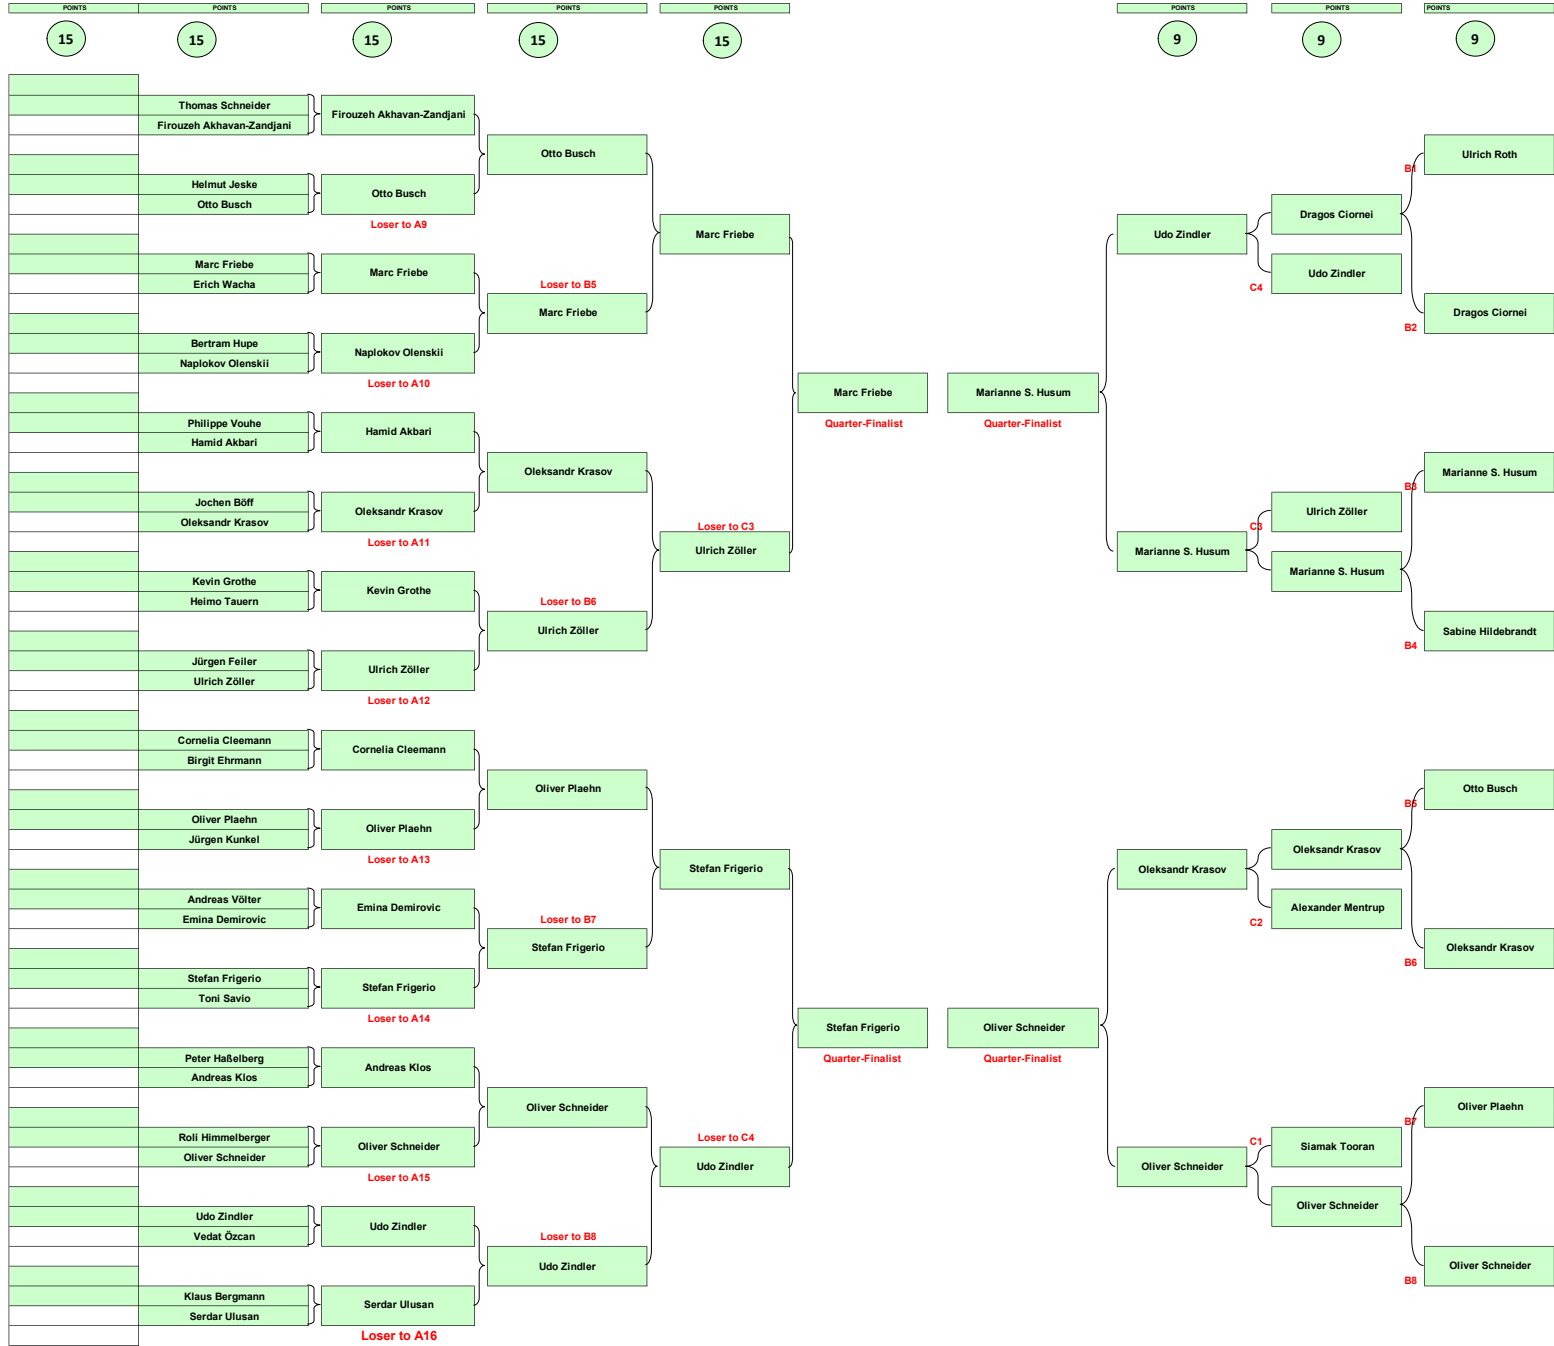 POINTS POINTS POINTS POINTS POINTS POINTS POINTS POINTS
15 15 15 15 15 9 9 9
Thomas Schneider
Firouzeh Akhavan-Zandjani
Firouzeh Akhavan-Zandjani
Otto Busch
Ulrich Roth
B1
Helmut Jeske
Otto Busch
Otto Busch
Loser to A9
Dragos Ciornei
Marc Friebe
Udo Zindler
Marc Friebe
Erich Wacha
Marc Friebe
Udo Zindler
Loser to B5
C4
Marc Friebe
Dragos Ciornei
B2
Bertram Hupe
Naplokov Olenskii
Naplokov Olenskii
Loser to A10
Marc Friebe
Marianne S. Husum
Quarter-Finalist
Quarter-Finalist
Philippe Vouhe
Hamid Akbari
Hamid Akbari
Oleksandr Krasov
Marianne S. Husum
B3
Jochen Böff
Oleksandr Krasov
Oleksandr Krasov
Loser to A11
Ulrich Zöller
Loser to C3
C3
Ulrich Zöller
Marianne S. Husum
Marianne S. Husum
Kevin Grothe
Heimo Tauern
Kevin Grothe
Loser to B6
Ulrich Zöller
Sabine Hildebrandt
B4
Jürgen Feiler
Ulrich Zöller
Ulrich Zöller
Loser to A12
Cornelia Cleemann
Birgit Ehrmann
Cornelia Cleemann
Oliver Plaehn
Otto Busch
B5
Oliver Plaehn
Jürgen Kunkel
Oliver Plaehn
Loser to A13
Oleksandr Krasov
Stefan Frigerio
Oleksandr Krasov
Andreas Völter
Emina Demirovic
Emina Demirovic
Alexander Mentrup
Loser to B7
C2
Stefan Frigerio
Oleksandr Krasov
B6
Stefan Frigerio
Toni Savio
Stefan Frigerio
Loser to A14
Stefan Frigerio
Oliver Schneider
Quarter-Finalist
Quarter-Finalist
Peter Haßelberg
Andreas Klos
Andreas Klos
Oliver Schneider
Oliver Plaehn
B7
Roli Himmelberger
Oliver Schneider
Oliver Schneider
Loser to A15
Loser to C4
C1
Siamak Tooran
Udo Zindler
Oliver Schneider
Oliver Schneider
Udo Zindler
Vedat Özcan
Udo Zindler
Loser to B8
Udo Zindler
Oliver Schneider
B8
Klaus Bergmann
Serdar Ulusan
Serdar Ulusan
Loser to A16